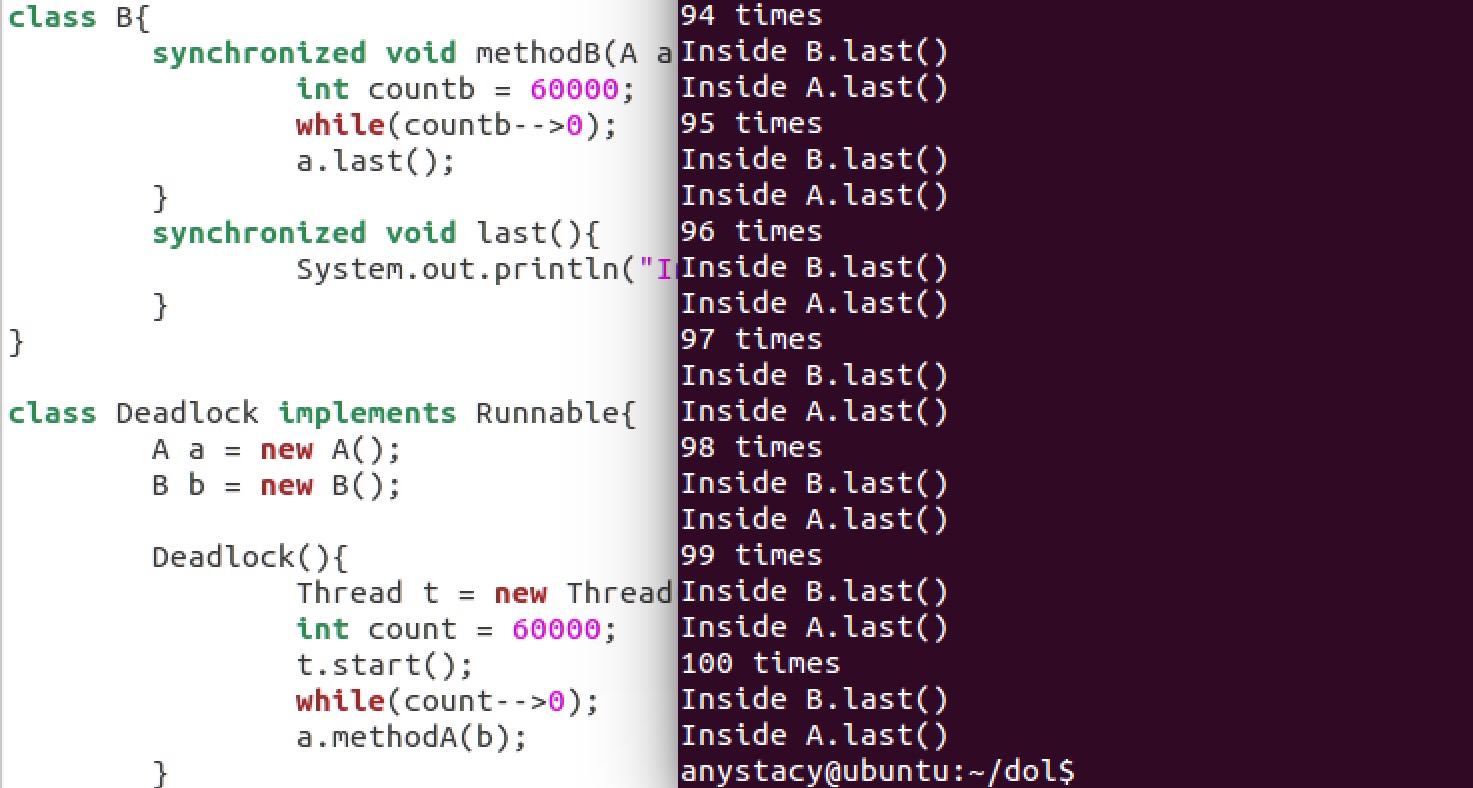 class B{
synchronized void methodB(A a
int countb = 60000;
while(countb-->0);
a.last();
}
synchronized void last(){
System.out.println("I
}
}
class Deadlock implements Runnable{
A a = new A();
B b = new B();
Deadlock(){
Thread t = new Thread
int count = 60000;
t.start();
while(count-->0);
a.methodA(b);
}
94 times
Inside B.last()
Inside A.last()
95 times
Inside B.last()
Inside A.last()
96 times
Inside B.last()
Inside A.last()
97 times
Inside B.last()
Inside A.last()
98 times
Inside B.last()
Inside A.last()
99 times
Inside B.last()
Inside A.last()
100 times
Inside B.last()
Inside A.last()
anystacy@ubuntu:~/dol$